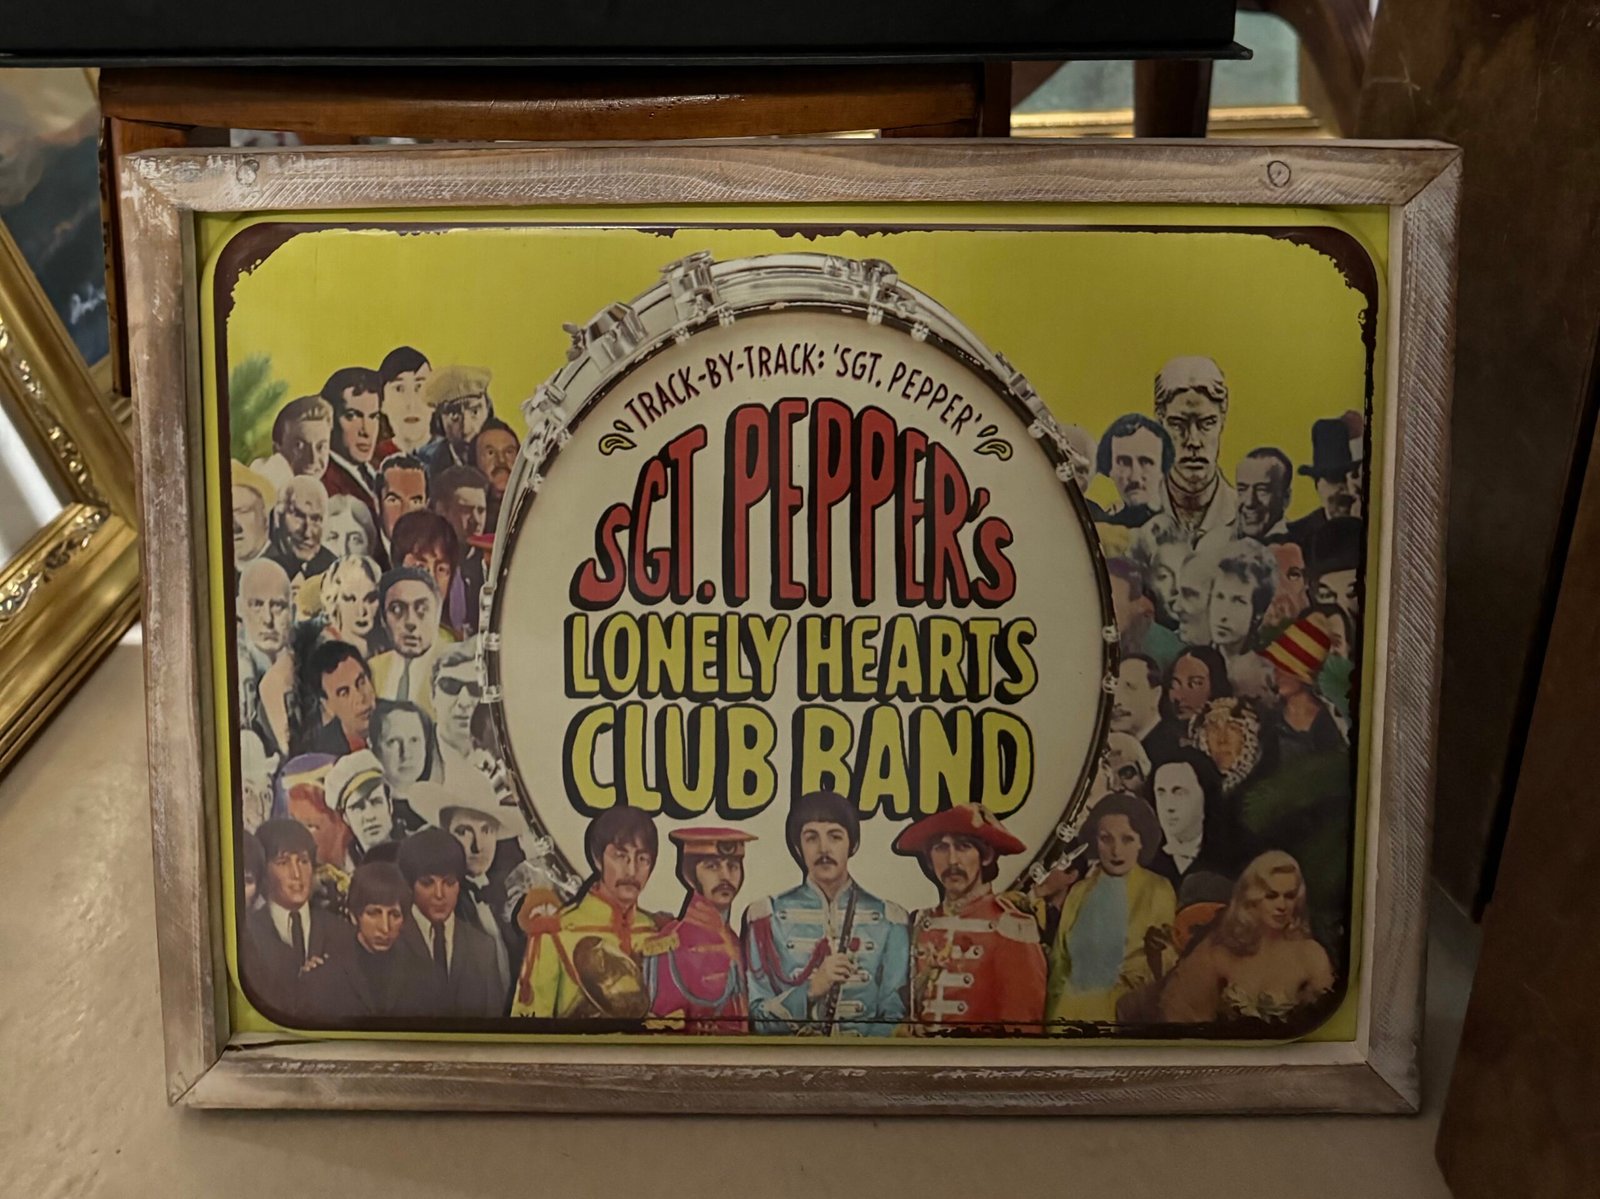 TRACK-BY-TRACK: 'SGT. PEPPER'
SGT. PEPPER'S
LONELY HEARTS
CLUB BAND